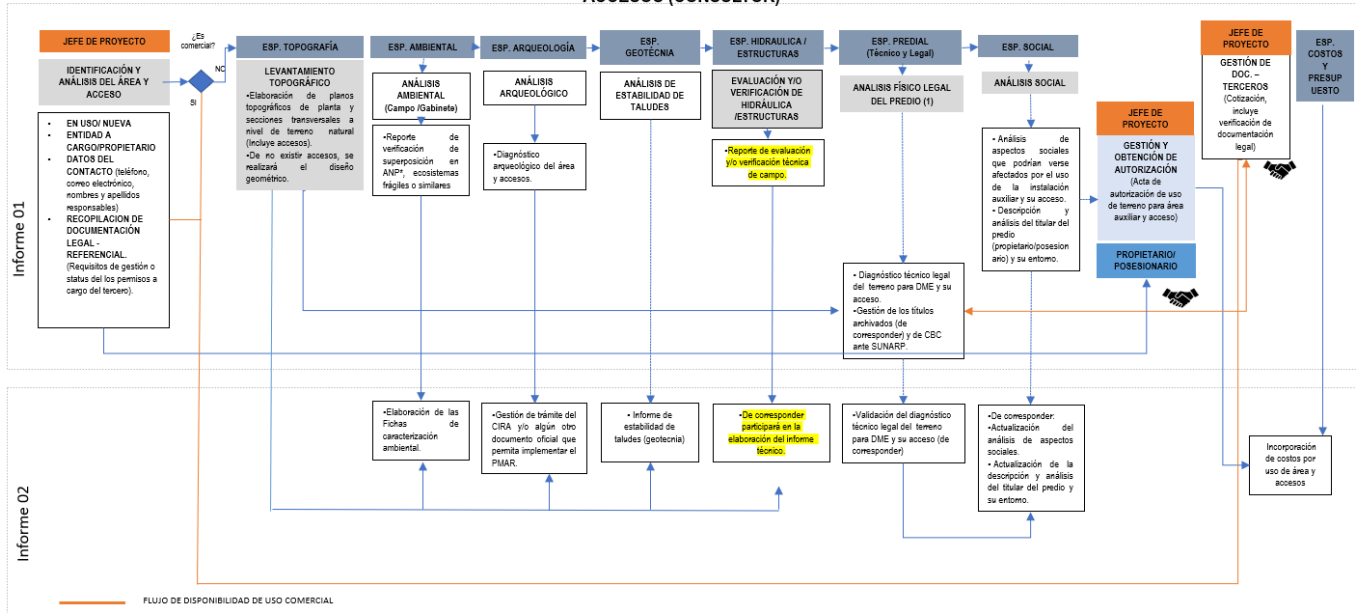 ACCESOS (CONSULTOR)
JEFE DE PROYECTO
¿Es
comercial?
NO
SI
ESP. TOPOGRAFÍA
ESP. AMBIENTAL
ESP. ARQUEOLOGÍA
ESP.
GEOTÉCNIA
ESP. HIDRAULICA /
ESTRUCTURAS
ESP. PREDIAL
(Técnico y Legal)
ESP. SOCIAL
JEFE DE
PROYECTO
ESP.
COSTOS
Y
PRESUP
UESTO
IDENTIFICACIÓN Y
ANÁLISIS DEL ÁREA Y
ACCESO
LEVANTAMIENTO
TOPOGRÁFICO
•Elaboración de planos
topográficos de planta y
secciones transversales a
nivel de terreno natural
(Incluye accesos).
•De no existir accesos, se
realizará el diseño
geométrico.
ANÁLISIS
AMBIENTAL
(Campo /Gabinete)
ANÁLISIS
ARQUEOLÓGICO
ANÁLISIS DE
ESTABILIDAD DE
TALUDES
EVALUACIÓN Y/O
VERIFICACIÓN DE
HIDRÁULICA
/ESTRUCTURAS
ANALISIS FÍSICO LEGAL
DEL PREDIO (1)
ANÁLISIS SOCIAL
GESTIÓN DE
DOC. –
TERCEROS
(Cotización,
incluye
verificación de
documentación
legal)
• EN USO/ NUEVA
• ENTIDAD A
CARGO/PROPIETARIO
• DATOS DEL
CONTACTO (teléfono,
correo electrónico,
nombres y apellidos
responsables)
• RECOPILACION DE
DOCUMENTACIÓN
LEGAL -
REFERENCIAL.
(Requisitos de gestión o
status del los permisos a
cargo del tercero).
•Reporte de
verificación de
superposición en
ANP*, ecosistemas
frágiles o similares
•Diagnóstico
arqueológico del área y
accesos.
•Reporte de evaluación
y/o verificación técnica
de campo.
• Análisis de
aspectos sociales
que podrían verse
afectados por el uso
de la instalación
auxiliar y su acceso.
• Descripción y
análisis del titular del
predio
(propietario/posesion
ario) y su entorno.
JEFE DE
PROYECTO
GESTIÓN Y
OBTENCIÓN DE
AUTORIZACIÓN
(Acta de
autorización de uso
de terreno para área
auxiliar y acceso)
PROPIETARIO/
POSESIONARIO
Informe 01
• Diagnóstico técnico legal
del terreno para DME y su
acceso.
•Gestión de los títulos
archivados (de
corresponder) y de CBC
ante SUNARP.
Informe 02
•Elaboración de las
Fichas de
caracterización
ambiental.
•Gestión de trámite del
CIRA y/o algún otro
documento oficial que
permita implementar el
PMAR.
• Informe de
estabilidad de
taludes (geotecnia)
•De corresponder
participará en la
elaboración del informe
técnico.
•Validación del diagnóstico
técnico legal del terreno
para DME y su acceso (de
corresponder)
•De corresponder:
•Actualización del
análisis de aspectos
sociales.
• Actualización de la
descripción y análisis
del titular del predio y
su entorno.
Incorporación
de costos por
uso de área y
accesos
FLUJO DE DISPONIBILIDAD DE USO COMERCIAL